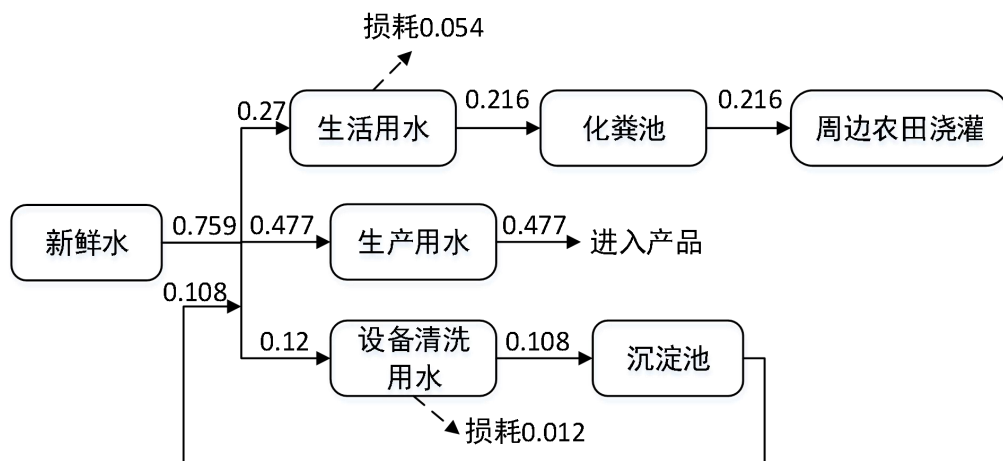 损耗0.054
0.27
生活用水
0.216
化粪池
0.216
周边农田浇灌
新鲜水
0.759
0.477
生产用水
0.477
进入产品
0.108
0.12
设备清洗
用水
0.108
沉淀池
损耗0.012